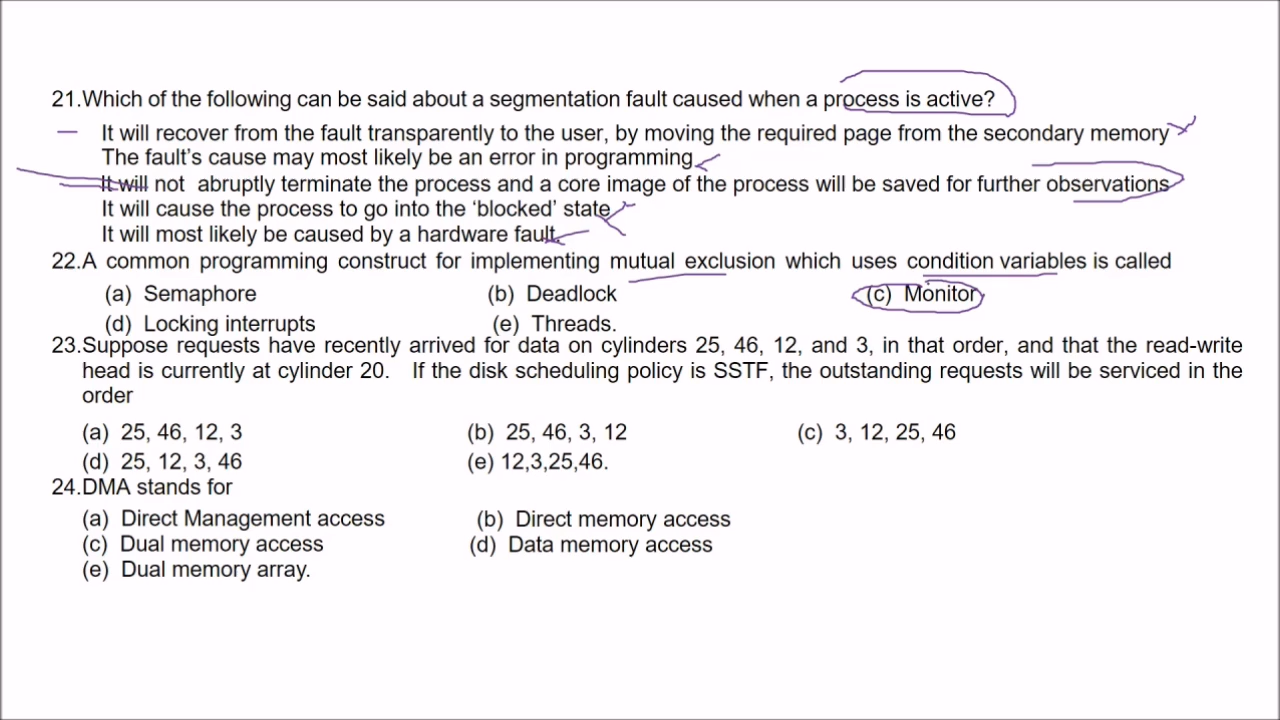 21.Which of the following can be said about a segmentation fault caused when a process is active?
It will recover from the fault transparently to the user, by moving the required page from the secondary memory
The fault's cause may most likely be an error in programming
It will not abruptly terminate the process and a core image of the process will be saved for further observations
It will cause the process to go into the 'blocked' state
It will most likely be caused by a hardware fault.
22.A common programming construct for implementing mutual exclusion which uses condition variables is called
(a) Semaphore (b) Deadlock (c) Monitor
(d) Locking interrupts (e) Threads.
23.Suppose requests have recently arrived for data on cylinders 25, 46, 12, and 3, in that order, and that the read-write
head is currently at cylinder 20. If the disk scheduling policy is SSTF, the outstanding requests will be serviced in the
order
(a) 25, 46, 12, 3 (b) 25, 46, 3, 12 (c) 3, 12, 25, 46
(d) 25, 12, 3, 46 (e) 12,3,25,46.
24.DMA stands for
(a) Direct Management access (b) Direct memory access
(c) Dual memory access (d) Data memory access
(e) Dual memory array.